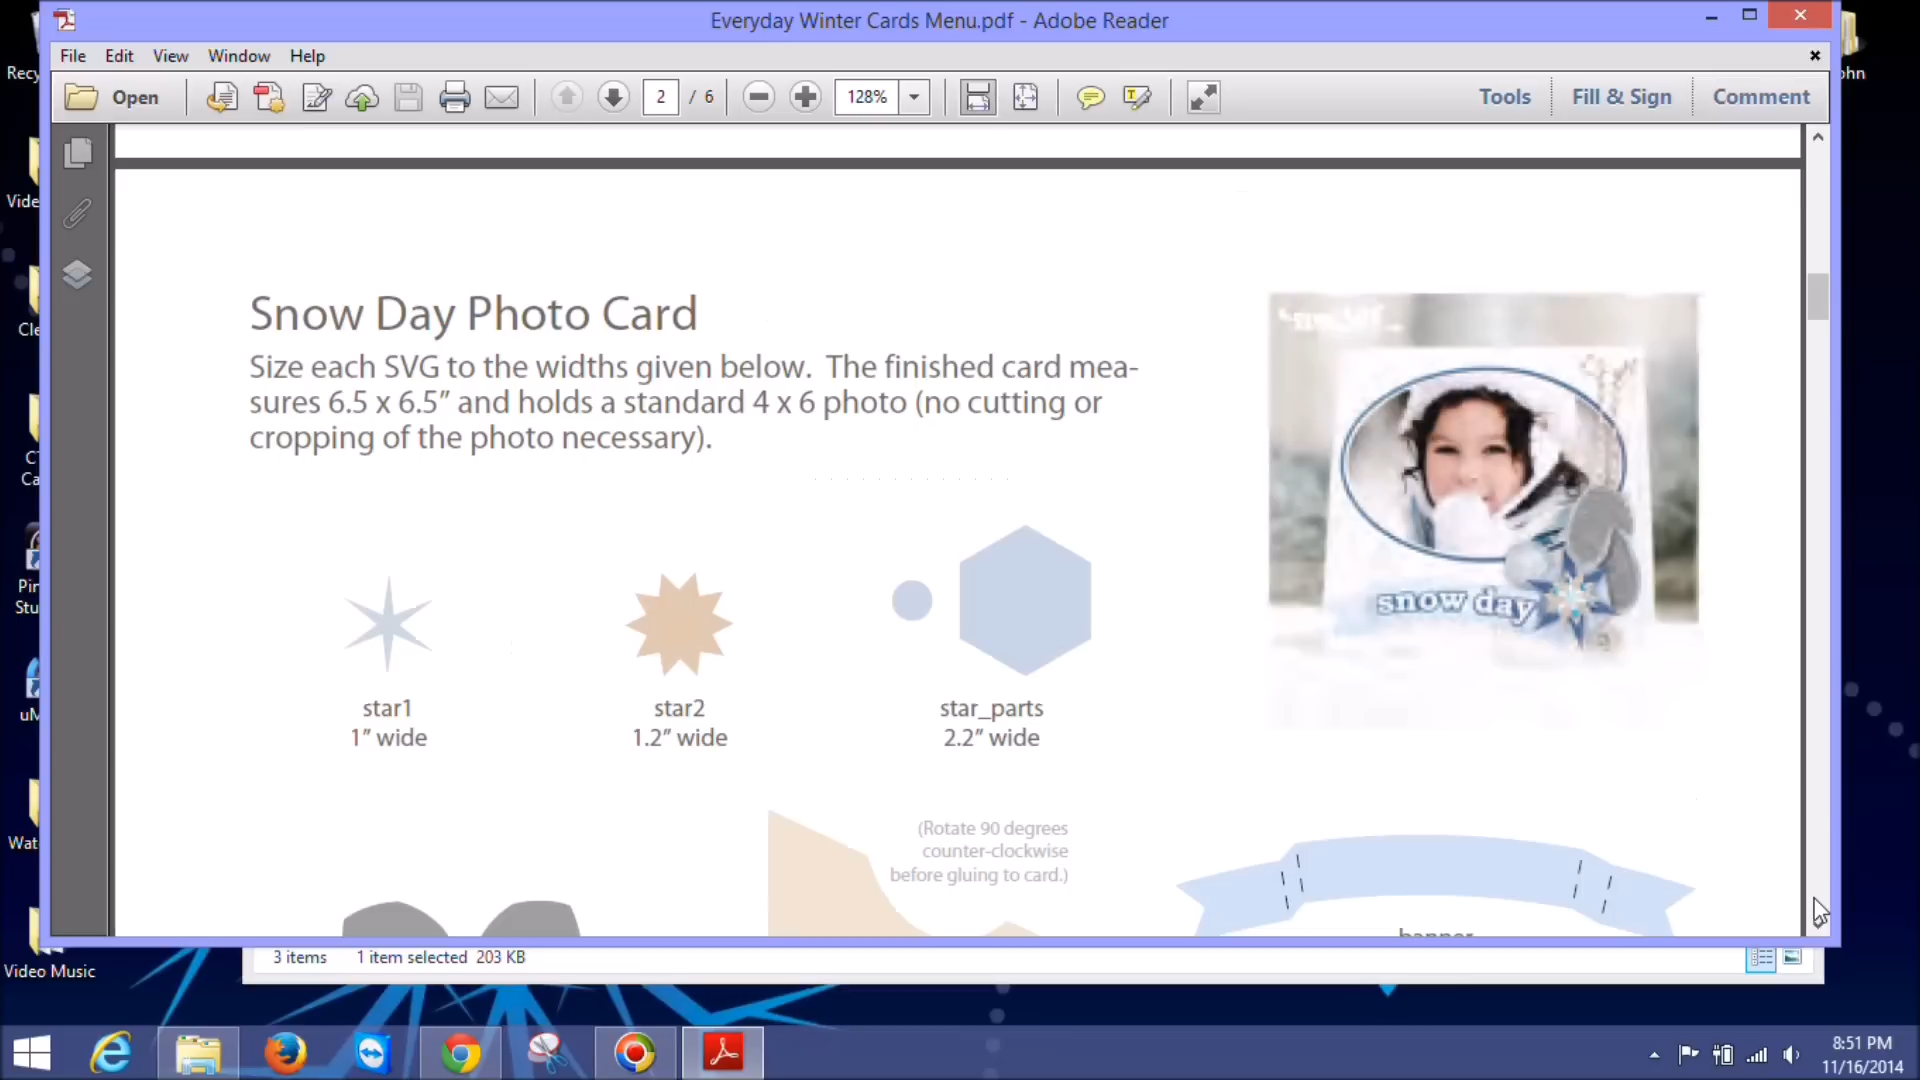 Everyday Winter Cards Menu.pdf - Adobe Reader
File Edit View Window Help
Open 2 / 6 128% Tools Fill & Sign Comment
Snow Day Photo Card
Size each SVG to the widths given below. The finished card mea-
sures 6.5 x 6.5” and holds a standard 4 x 6 photo (no cutting or
cropping of the photo necessary).
snow day
star1
1” wide
star2
1.2” wide
star_parts
2.2” wide
(Rotate 90 degrees
counter-clockwise
before gluing to card.)
banner
3 items 1 item selected 203 KB
Video Music
8:51 PM
11/16/2014